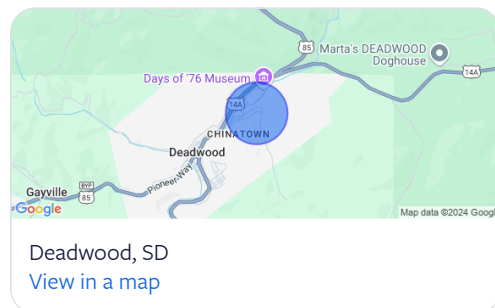 85
Marta's DEADWOOD
Doghouse
14A
Days of '76 Museum
14A
CHINATOWN
Deadwood
Pioneer Way
Gayville
BYP
85
Google
Map data ©2024 Googl
Deadwood, SD
View in a map